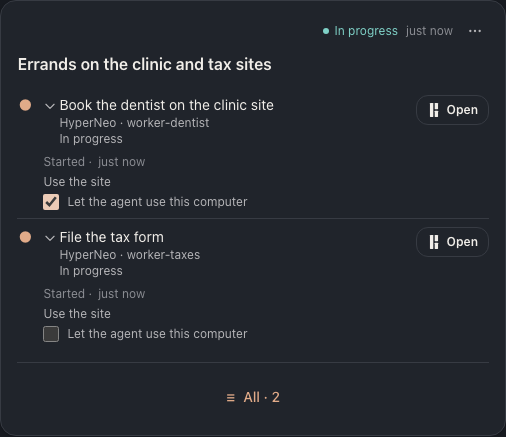 In progress just now
Errands on the clinic and tax sites
Book the dentist on the clinic site
Open
HyperNeo · worker-dentist
In progress
Started · just now
Use the site
Let the agent use this computer
File the tax form
Open
HyperNeo · worker-taxes
In progress
Started · just now
Use the site
Let the agent use this computer
All · 2